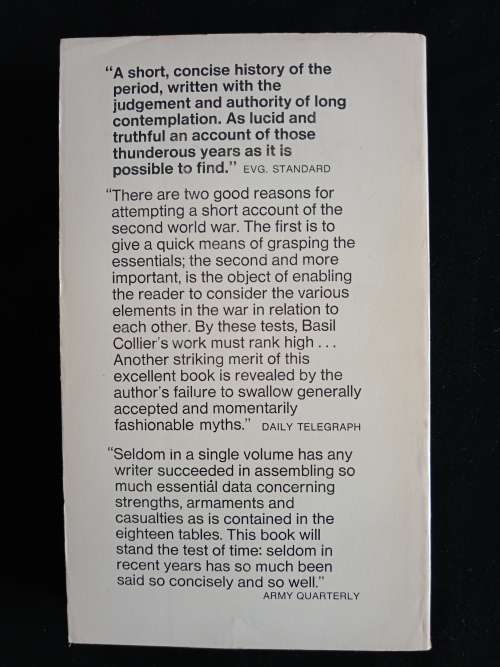 “A short, concise history of the
period, written with the
judgement and authority of long
contemplation. As lucid and
truthful an account of those
thunderous years as it is
possible to find.” EVG. STANDARD
“There are two good reasons for
attempting a short account of the
second world war. The first is to
give a quick means of grasping the
essentials; the second and more
important, is the object of enabling
the reader to consider the various
elements in the war in relation to
each other. By these tests, Basil
Collier's work must rank high . . .
Another striking merit of this
excellent book is revealed by the
author's failure to swallow generally
accepted and momentarily
fashionable myths.” DAILY TELEGRAPH
“Seldom in a single volume has any
writer succeeded in assembling so
much essential data concerning
strengths, armaments and
casualties as is contained in the
eighteen tables. This book will
stand the test of time: seldom in
recent years has so much been
said so concisely and so well.”
ARMY QUARTERLY